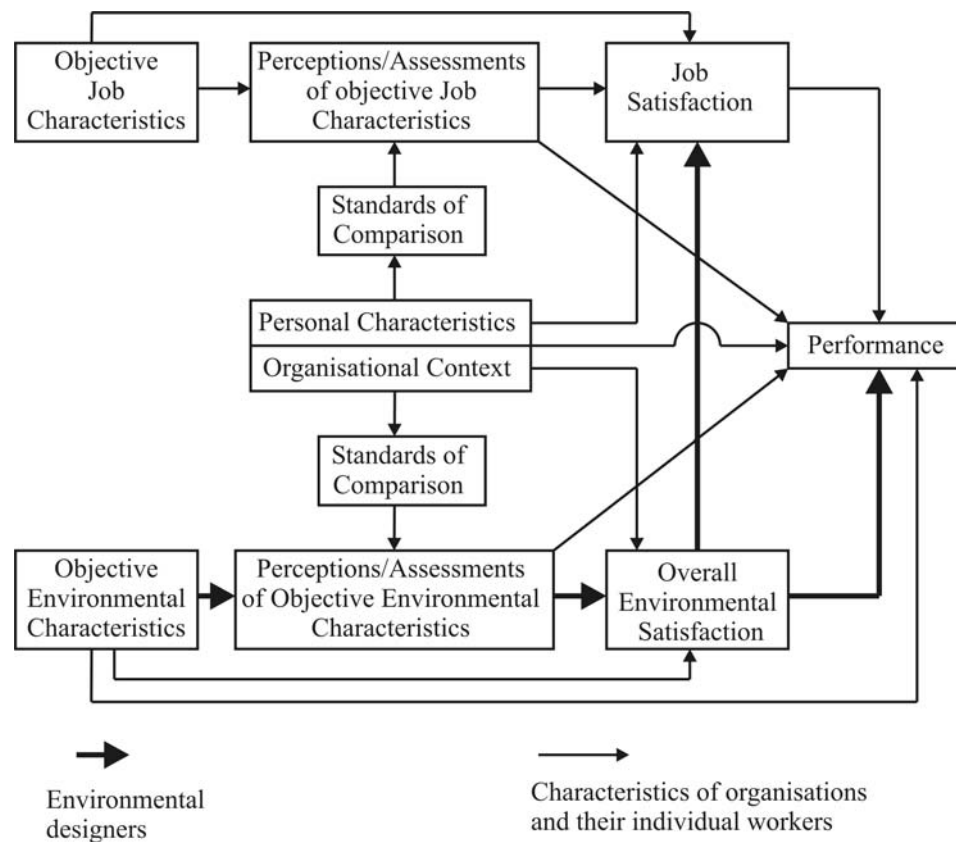 Objective
Job
Characteristics
Perceptions/Assessments
of objective Job
Characteristics
Job
Satisfaction
Standards of
Comparison
Personal Characteristics
Organisational Context
Performance
Standards of
Comparison
Objective
Environmental
Characteristics
Perceptions/Assessments
of Objective Environmental
Characteristics
Overall
Environmental
Satisfaction
Environmental
designers
Characteristics of organisations
and their individual workers